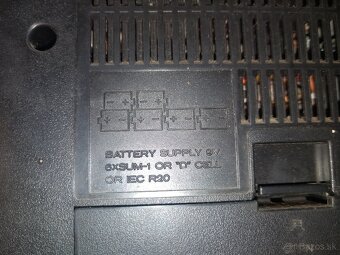 BATTERY SUPPLY 9V
6XSUM-1 OR "D" CELL
OR IEC R20